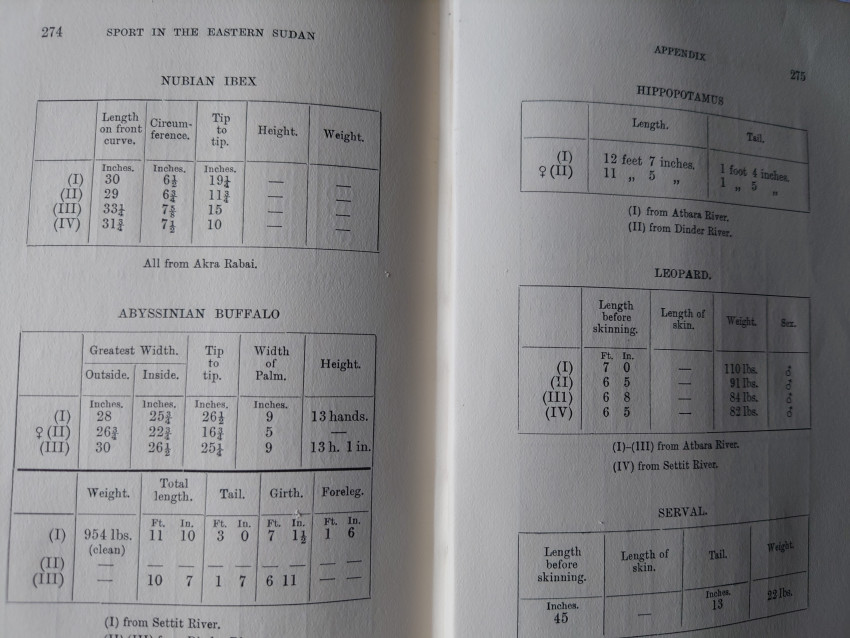 274 SPORT IN THE EASTERN SUDAN
NUBIAN IBEX
Length on front curve. Circumference. Tip to tip. Height. Weight.
Inches. Inches. Inches.
(I) 30 6½ 19¼ — —
(II) 29 6¾ 11¾ — —
(III) 33¼ 7⅝ 15 — —
(IV) 31¾ 7½ 10 — —
All from Akra Rabai.
ABYSSINIAN BUFFALO
Greatest Width. Tip to tip. Width of Palm. Height.
Outside. Inside.
Inches. Inches. Inches. Inches.
(I) 28 25¾ 26½ 9 13 hands.
♀ (II) 26¾ 22¾ 16¾ 5 —
(III) 30 26½ 25¼ 9 13 h. 1 in.
Weight. Total length. Tail. Girth. Foreleg.
Ft. In. Ft. In. Ft. In. Ft. In.
(I) 954 lbs. 11 10 3 0 7 1½ 1 6
(clean)
(II) — — — — — — — — —
(III) — 10 7 1 7 6 11 — —
(I) from Settit River.
APPENDIX 275
HIPPOPOTAMUS
Length. Tail.
(I) 12 feet 7 inches. 1 foot 4 inches.
♀ (II) 11 „ 5 „ 1 „ 5 „
(I) from Atbara River.
(II) from Dinder River.
LEOPARD.
Length before skinning. Length of skin. Weight. Sex.
Ft. In.
(I) 7 0 — 110 lbs. ♂
(II) 6 5 — 91 lbs. ♂
(III) 6 8 — 84 lbs. ♂
(IV) 6 5 — 82 lbs. ♂
(I)–(III) from Atbara River.
(IV) from Settit River.
SERVAL.
Length before skinning. Length of skin. Tail. Weight.
Inches. Inches.
45 — 13 22 lbs.